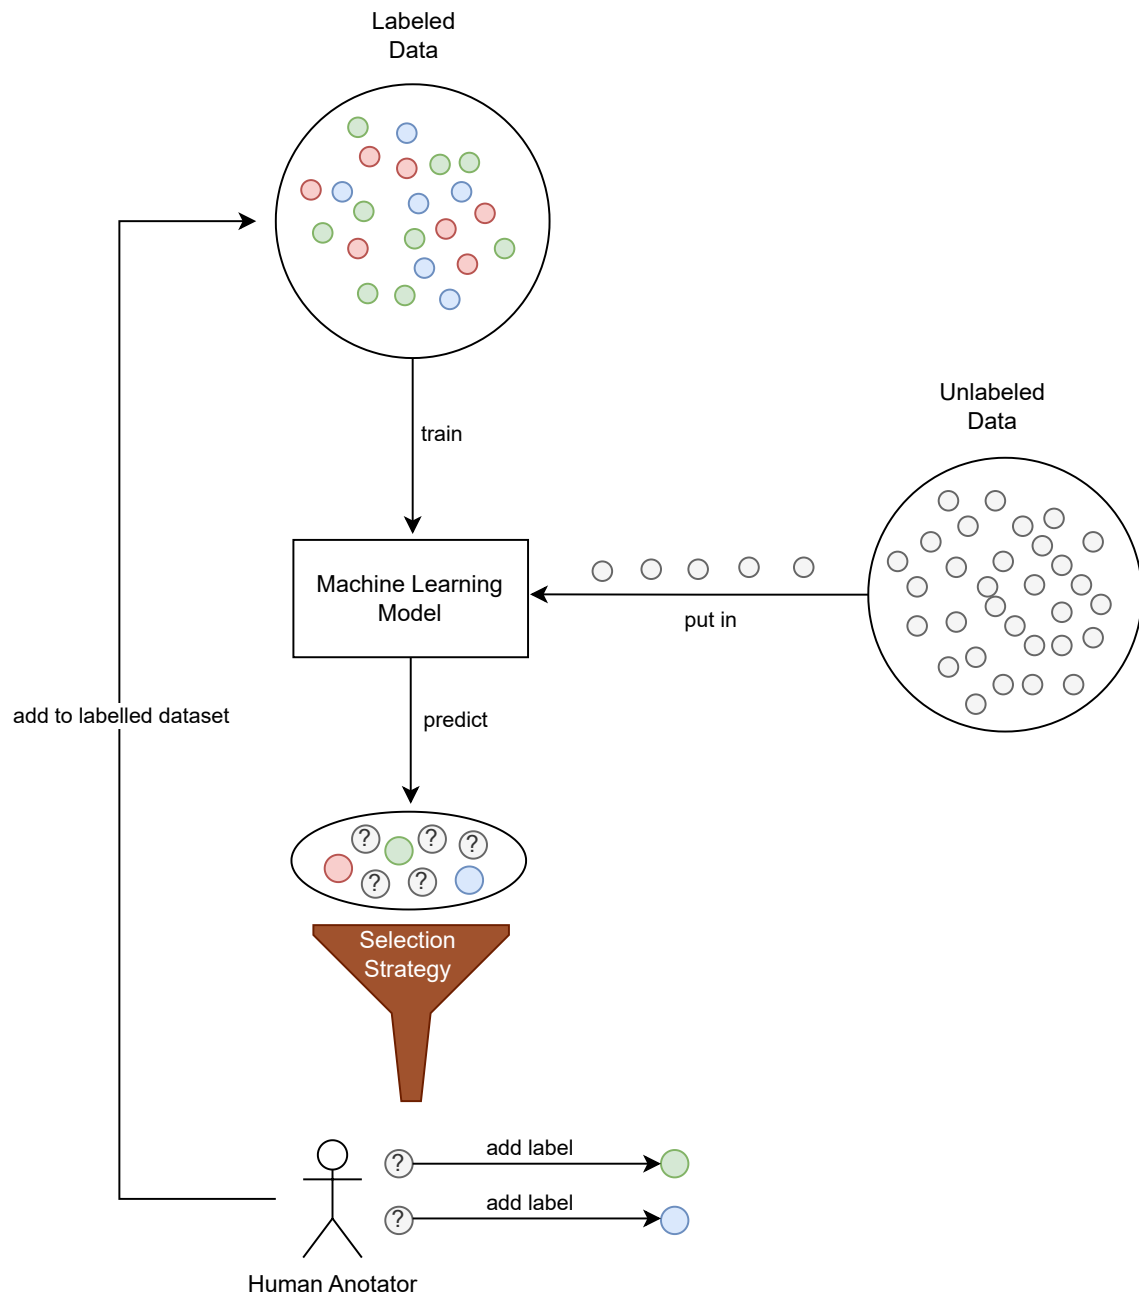 Labeled
Data
train
Unlabeled
Data
Machine Learning
Model
put in
add to labelled dataset
predict
?
?
?
?
?
Selection
Strategy
?
add label
?
add label
Human Anotator